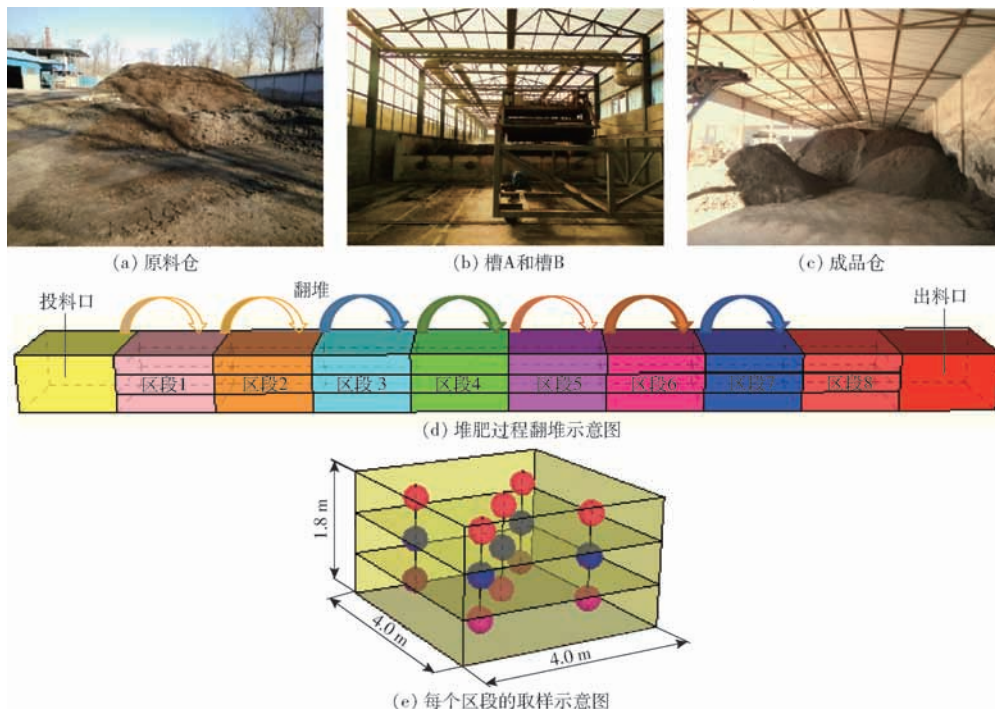 (a) 原料仓
(b) 槽A和槽B
(c) 成品仓
投料口
翻堆
出料口
区段1
区段2
区段3
区段4
区段5
区段6
区段7
区段8
(d) 堆肥过程翻堆示意图
1.8 m
4.0 m
4.0 m
(e) 每个区段的取样示意图